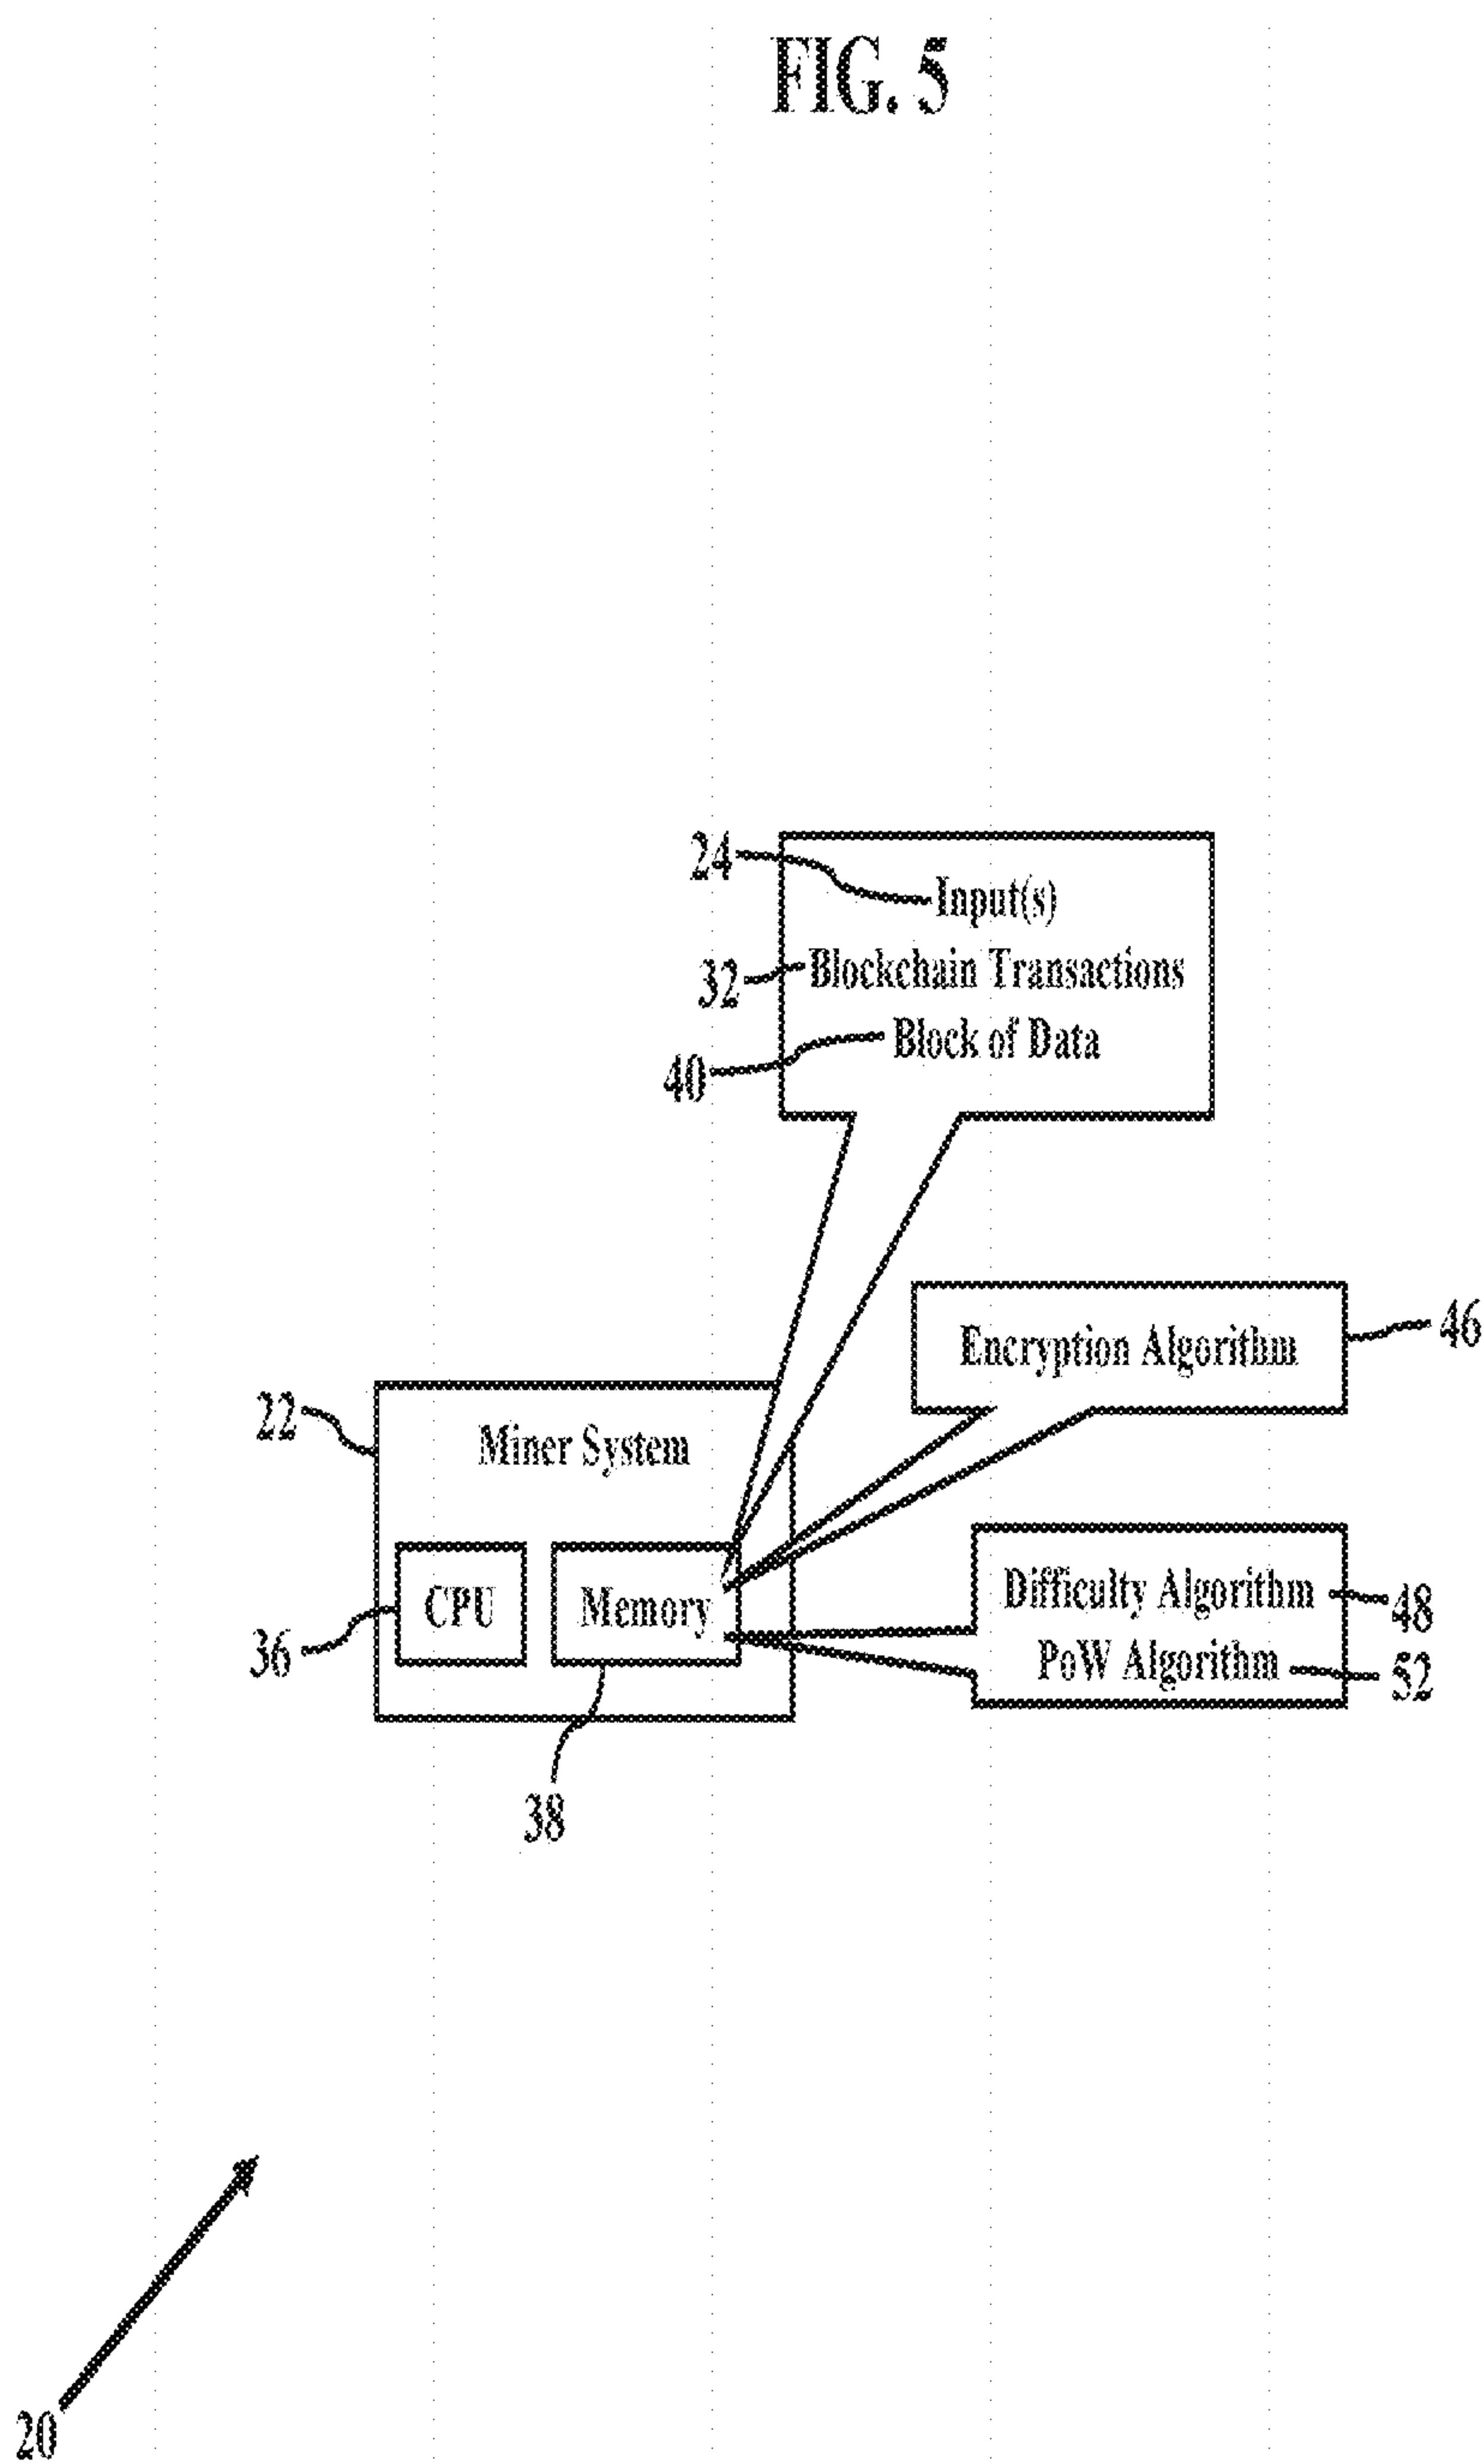 FIG. 5
24
Input(s)
32
Blockchain Transactions
40
Block of Data
Encryption Algorithm
46
22
Miner System
36
CPU
Memory
38
Difficulty Algorithm
48
PoW Algorithm
52
20